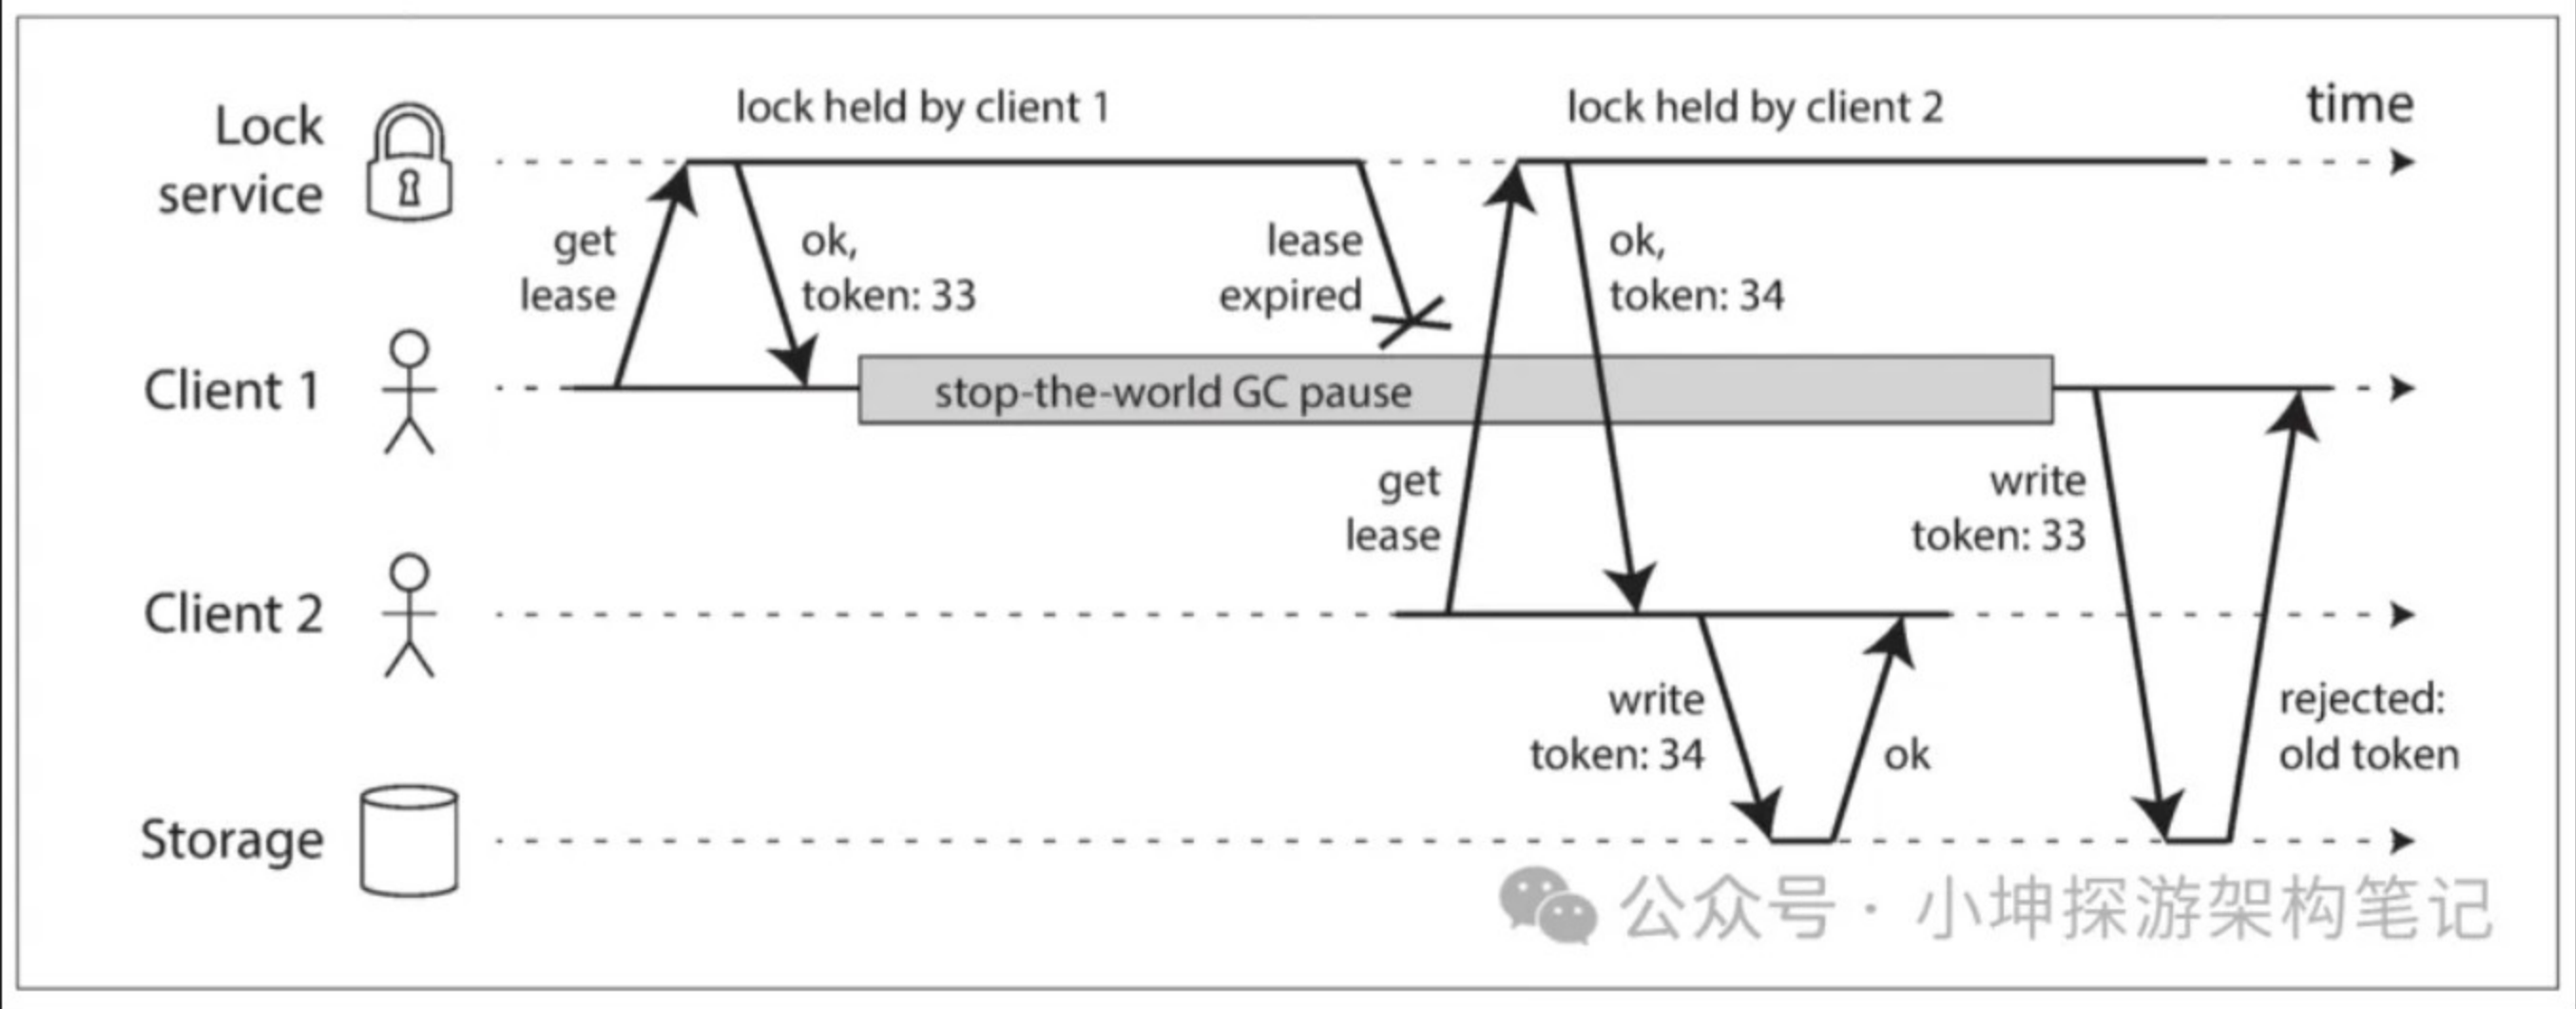 lock held by client 1
lock held by client 2
time
Lock
service
get
lease
ok,
token: 33
lease
expired
ok,
token: 34
Client 1
stop-the-world GC pause
get
lease
write
token: 33
Client 2
write
token: 34
ok
rejected:
old token
Storage
公众号 · 小坤探游架构笔记